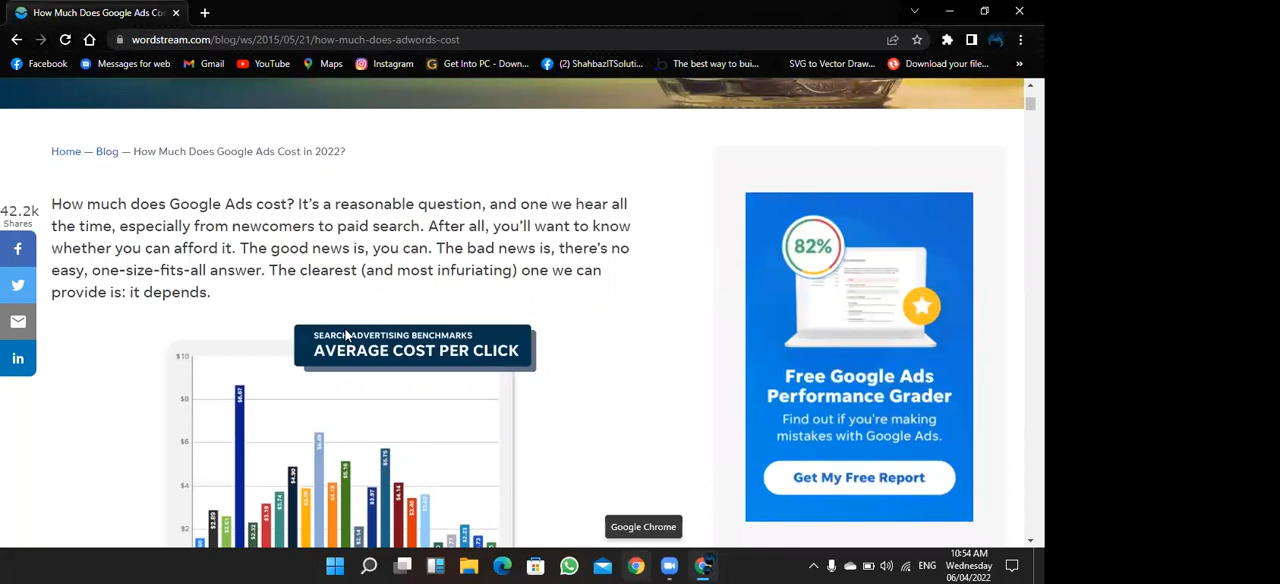 How Much Does Google Ads Co
wordstream.com/blog/ws/2015/05/21/how-much-does-adwords-cost
Facebook
Messages for web
Gmail
YouTube
Maps
Instagram
Get Into PC - Down...
(2) ShahbazITSoluti...
The best way to bui...
SVG to Vector Draw...
Download your file...
»
Home — Blog — How Much Does Google Ads Cost in 2022?
42.2k
Shares
How much does Google Ads cost? It's a reasonable question, and one we hear all
the time, especially from newcomers to paid search. After all, you'll want to know
whether you can afford it. The good news is, you can. The bad news is, there's no
easy, one-size-fits-all answer. The clearest (and most infuriating) one we can
provide is: it depends.
SEARCH ADVERTISING BENCHMARKS
AVERAGE COST PER CLICK
$10
$8
$6
$4
$2
82%
Free Google Ads
Performance Grader
Find out if you're making
mistakes with Google Ads.
Get My Free Report
Google Chrome
ENG
10:54 AM
Wednesday
06/04/2022